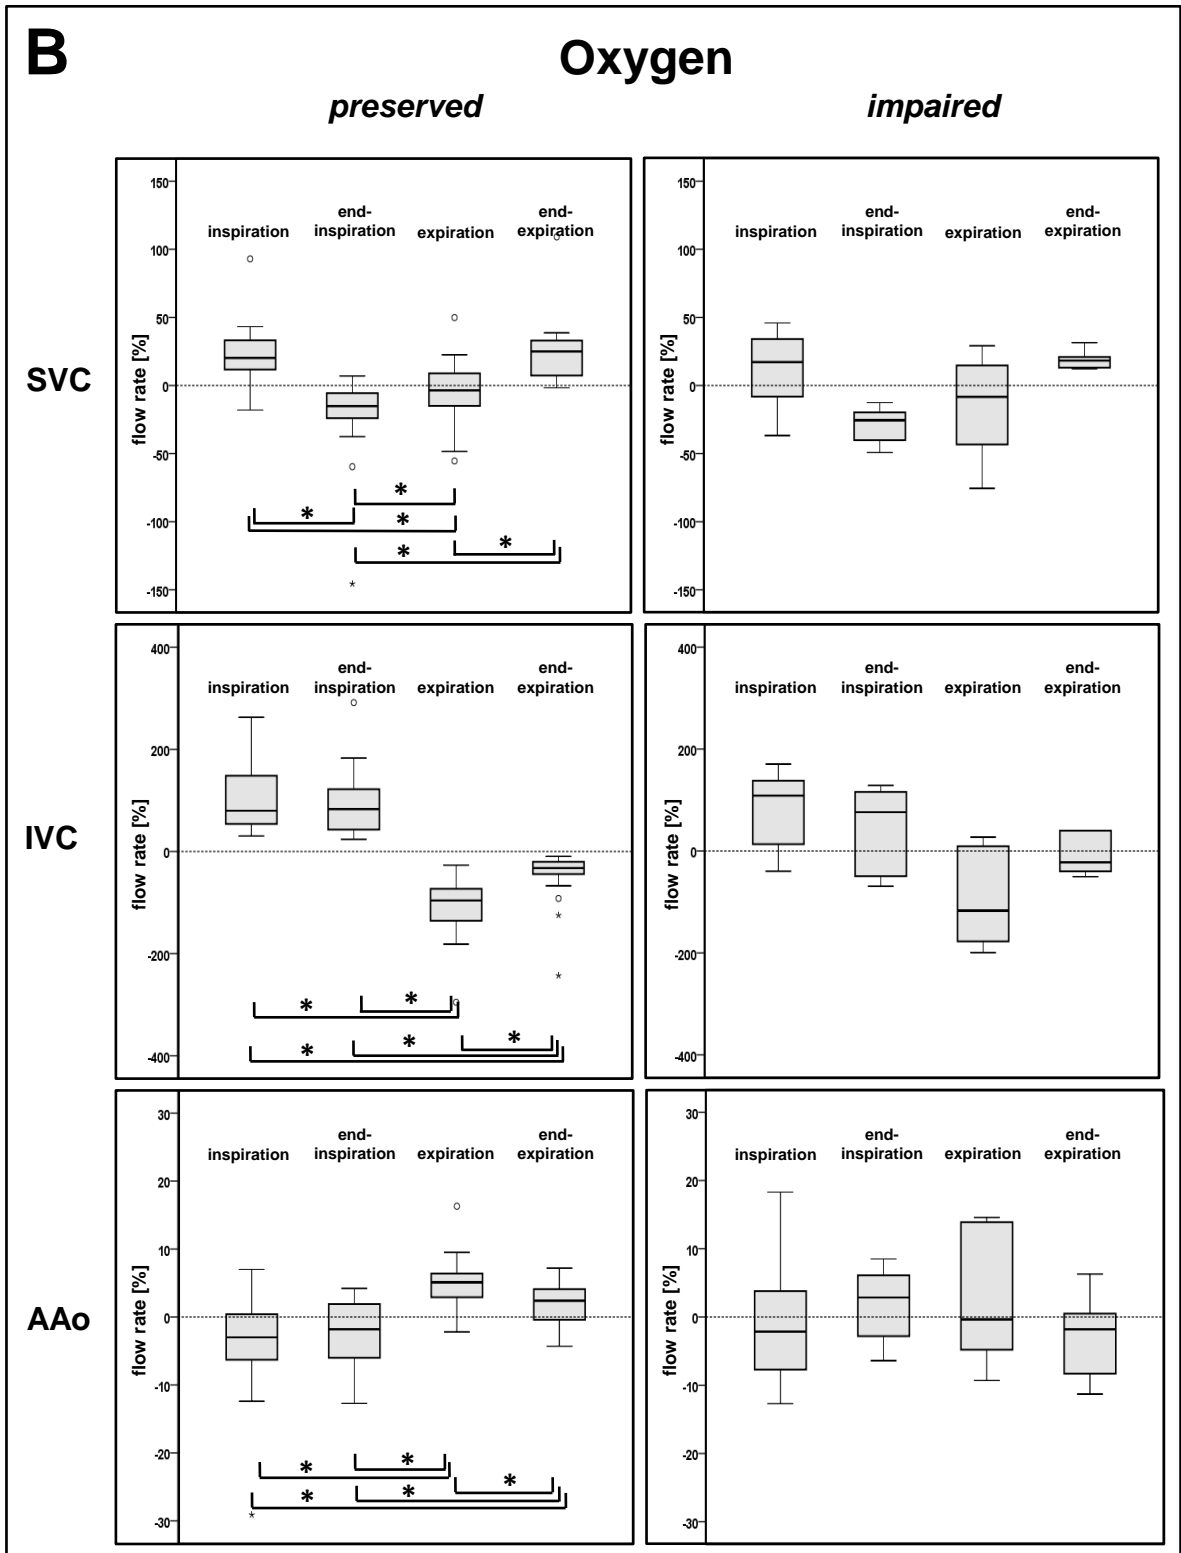 B
Oxygen
preserved
impaired
SVC
flow rate [%]
150
100
50
0
-50
-100
-150
inspiration
end-
inspiration
expiration
end-
expiration
*
*
*
*
*
*
flow rate [%]
150
100
50
0
-50
-100
-150
inspiration
end-
inspiration
expiration
end-
expiration
IVC
flow rate [%]
400
200
0
-200
-400
inspiration
end-
inspiration
expiration
end-
expiration
*
*
*
*
*
*
*
flow rate [%]
400
200
0
-200
-400
inspiration
end-
inspiration
expiration
end-
expiration
AAo
flow rate [%]
30
20
10
0
-10
-20
-30
inspiration
end-
inspiration
expiration
end-
expiration
*
*
*
*
*
*
flow rate [%]
30
20
10
0
-10
-20
-30
inspiration
end-
inspiration
expiration
end-
expiration